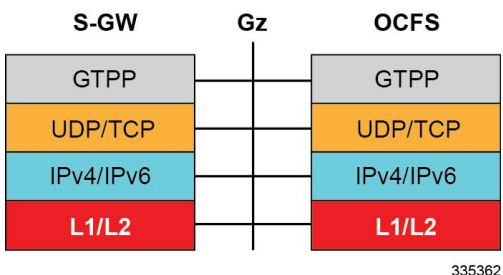 S-GW Gz OCFS
GTPP GTPP
UDP/TCP UDP/TCP
IPv4/IPv6 IPv4/IPv6
L1/L2 L1/L2
335362